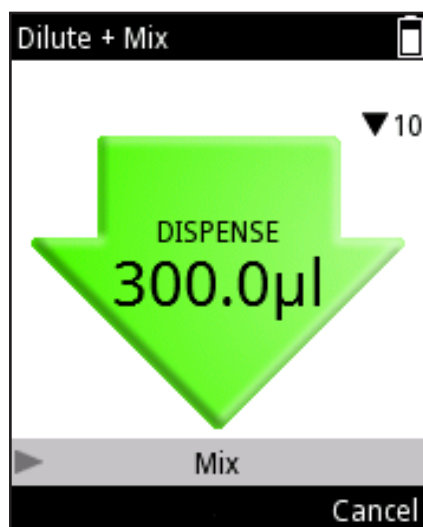 Dilute + Mix
▼10
DISPENSE
300.0µl
Mix
Cancel